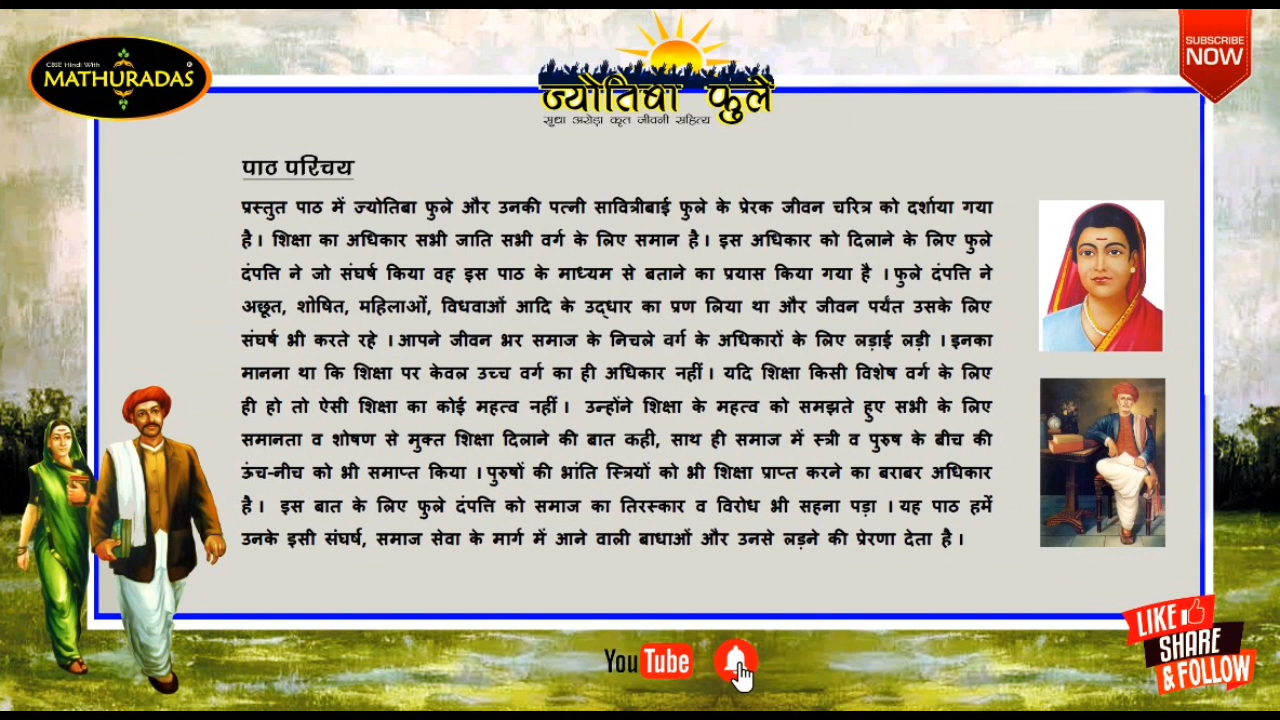 CBSE Hindi With
MATHURADAS
ज्योतिबा फुले
सुधा अरोड़ा कृत जीवनी सहित्य
SUBSCRIBE
NOW
पाठ परिचय
प्रस्तुत पाठ में ज्योतिबा फुले और उनकी पत्नी सावित्रीबाई फुले के प्रेरक जीवन चरित्र को दर्शाया गया
है। शिक्षा का अधिकार सभी जाति सभी वर्ग के लिए समान है। इस अधिकार को दिलाने के लिए फुले
दंपत्ति ने जो संघर्ष किया वह इस पाठ के माध्यम से बताने का प्रयास किया गया है । फुले दंपत्ति ने
अछूत, शोषित, महिलाओं, विधवाओं आदि के उद्धार का प्रण लिया था और जीवन पर्यंत उसके लिए
संघर्ष भी करते रहे । आपने जीवन भर समाज के निचले वर्ग के अधिकारों के लिए लड़ाई लड़ी । इनका
मानना था कि शिक्षा पर केवल उच्च वर्ग का ही अधिकार नहीं। यदि शिक्षा किसी विशेष वर्ग के लिए
ही हो तो ऐसी शिक्षा का कोई महत्व नहीं। उन्होंने शिक्षा के महत्व को समझते हुए सभी के लिए
समानता व शोषण से मुक्त शिक्षा दिलाने की बात कही, साथ ही समाज में स्त्री व पुरुष के बीच की
ऊंच-नीच को भी समाप्त किया । पुरुषों की भांति स्त्रियों को भी शिक्षा प्राप्त करने का बराबर अधिकार
है। इस बात के लिए फुले दंपत्ति को समाज का तिरस्कार व विरोध भी सहना पड़ा । यह पाठ हमें
उनके इसी संघर्ष, समाज सेवा के मार्ग में आने वाली बाधाओं और उनसे लड़ने की प्रेरणा देता है ।
YouTube
LIKE
SHARE
& FOLLOW